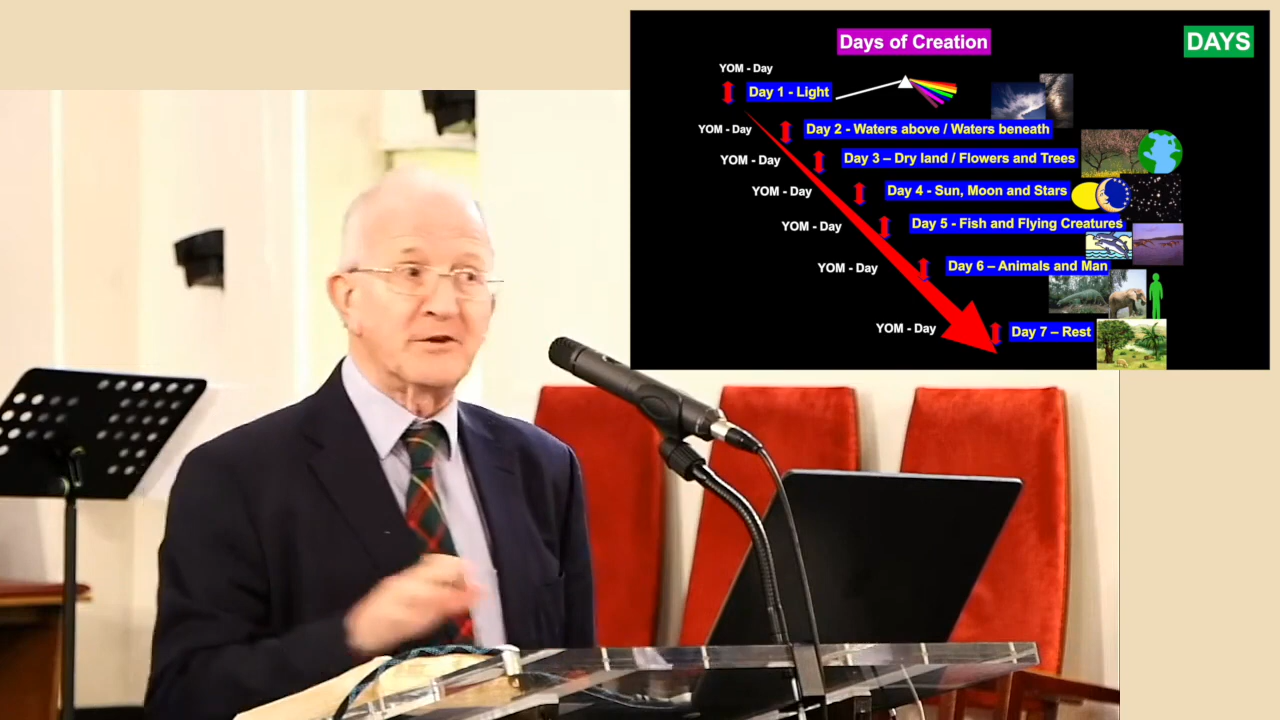 Days of Creation
DAYS
YOM - Day
Day 1 - Light
YOM - Day
Day 2 - Waters above / Waters beneath
YOM - Day
Day 3 – Dry land / Flowers and Trees
YOM - Day
Day 4 - Sun, Moon and Stars
YOM - Day
Day 5 - Fish and Flying Creatures
YOM - Day
Day 6 – Animals and Man
YOM - Day
Day 7 – Rest